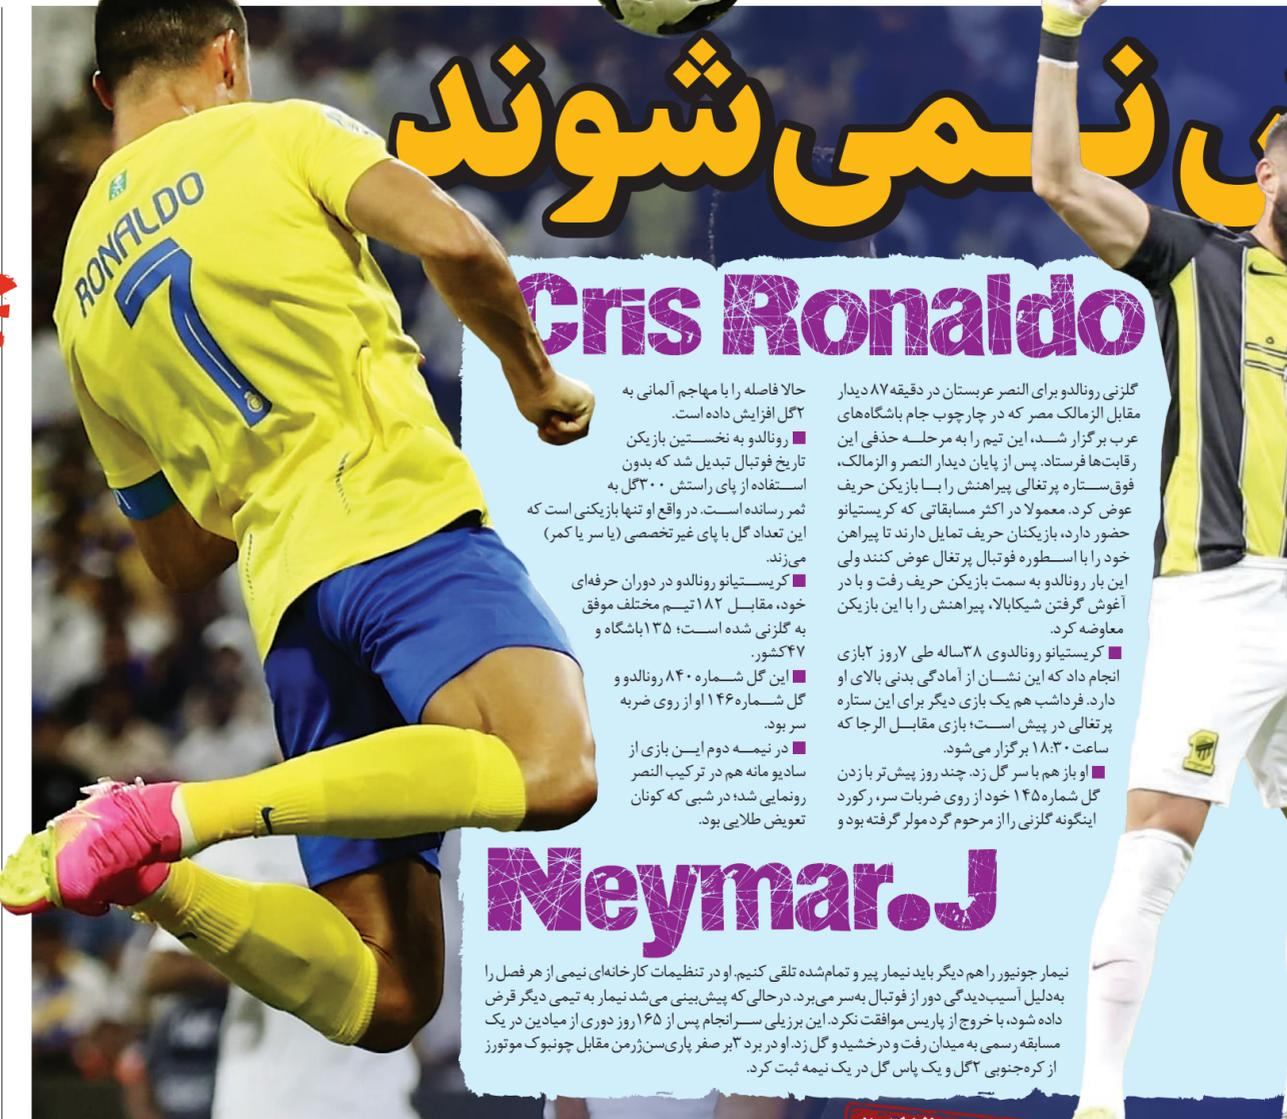 نـمی‌شوند
RONALDO
7
Cris Ronaldo
گلزنی رونالدو برای النصر عربستان در دقیقه ۸۷ دیدار
مقابل الزمالک مصر که در چارچوب جام باشگاه‌های
عرب برگزار شـد، این تیم را به مرحلـه حذفی این
رقابت‌ها فرستاد. پس از پایان دیدار النصر و الزمالک،
فوق‌سـتاره پرتغالی پیراهنش را بـا بازیکن حریف
عوض کرد. معمولا در اکثر مسابقاتی که کریستیانو
حضور دارد، بازیکنان حریف تمایل دارند تا پیراهن
خود را با اسـطوره فوتبال پرتغال عوض کنند ولی
این بار رونالدو به سمت بازیکن حریف رفت و با در
آغوش گرفتن شیکابالا، پیراهنش را با این بازیکن
معاوضه کرد.
■ کریستیانو رونالدوی ۳۸ساله طی ۷روز ۲بازی
انجام داد که این نشـان از آمادگی بدنی بالای او
دارد. فرداشب هم یک بازی دیگر برای این ستاره
پرتغالی در پیش اسـت؛ بازی مقابـل الرجا که
ساعت ۱۸:۳۰ برگزار می‌شود.
■ او باز هم با سر گل زد. چند روز پیش‌تر با زدن
گل شماره ۱۴۵ خود از روی ضربات سر، رکورد
اینگونه گلزنی را از مرحوم گرد مولر گرفته بود و
حالا فاصله را با مهاجم آلمانی به
۲گل افزایش داده است.
■ رونالدو به نخسـتین بازیکن
تاریخ فوتبال تبدیل شد که بدون
اسـتفاده از پای راستش ۳۰۰گل به
ثمر رسانده اسـت. در واقع او تنها بازیکنی است که
این تعداد گل با پای غیرتخصصی (یا سر یا کمر)
می‌زند.
■ کریسـتیانو رونالدو در دوران حرفه‌ای
خود، مقابـل ۱۸۲تیـم مختلف موفق
به گلزنی شده اسـت؛ ۱۳۵باشگاه و
۴۷کشور.
■ این گل شـماره ۸۴۰ رونالدو و
گل شـماره ۱۴۶ او از روی ضربه
سر بود.
■ در نیمـه دوم ایـن بازی از
سادیو مانه هم در ترکیب النصر
رونمایی شد؛ در شبی که کونان
تعویض طلایی بود.
Neymar.J
نیمار جونیور را هم دیگر باید نیمار پیر و تمام‌شده تلقی کنیم. او در تنظیمات کارخانه‌ای نیمی از هر فصل را
به‌دلیل آسیب‌دیدگی دور از فوتبال به‌سر می‌برد. درحالی‌که پیش‌بینی می‌شد نیمار به تیمی دیگر قرض
داده شود، با خروج از پاریس موافقت نکرد. این برزیلی سـرانجام پس از ۱۶۵روز دوری از میادین در یک
مسابقه رسمی به میدان رفت و درخشید و گل زد. او در برد ۳بر صفر پاری‌سن‌ژرمن مقابل چونبوک موتورز
از کره‌جنوبی ۲گل و یک پاس گل در یک نیمه ثبت کرد.